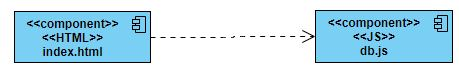 <<component>>
<<HTML>>
index.html
<<component>>
<<JS>>
db.js